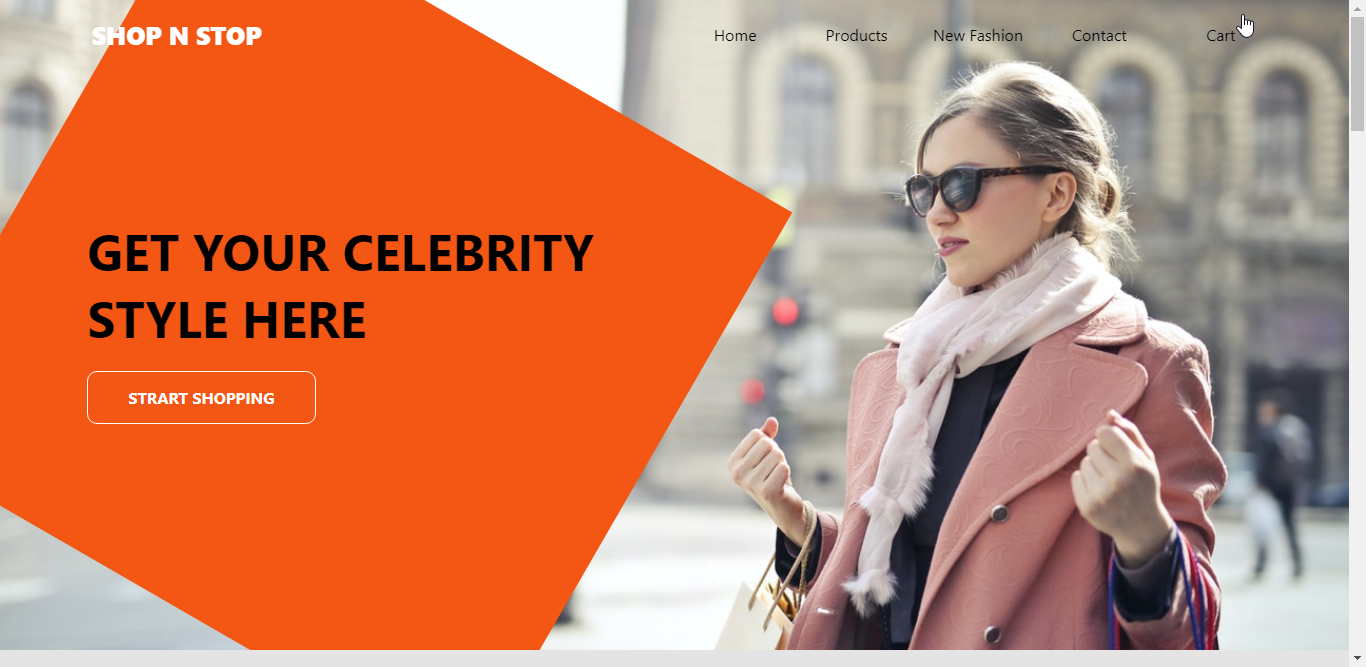 SHOP N STOP
Home Products New Fashion Contact Cart
GET YOUR CELEBRITY
STYLE HERE
STRART SHOPPING